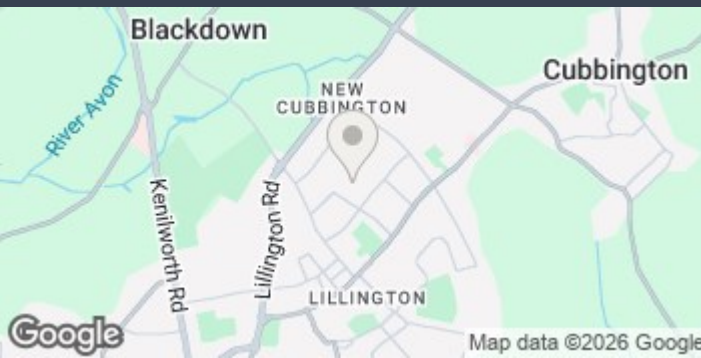 Blackdown
Cubbington
NEW
CUBBINGTON
River Avon
Kenilworth Rd
Lillington Rd
LILLINGTON
Google
Map data ©2026 Google